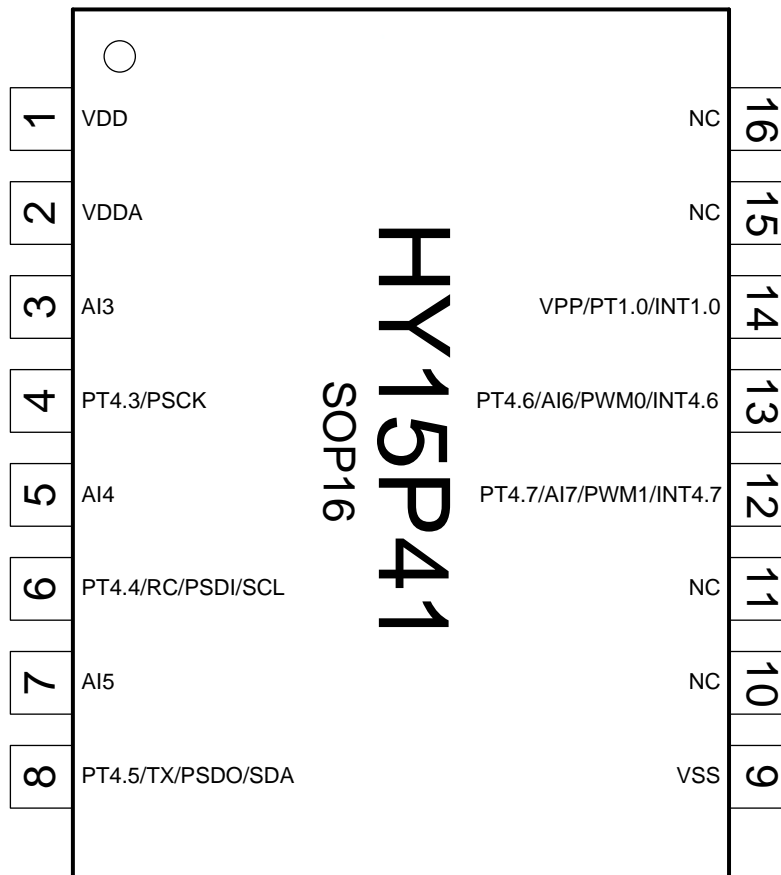 1 VDD NC 16
2 VDDA NC 15
3 AI3 VPP/PT1.0/INT1.0 14
4 PT4.3/PSCK PT4.6/AI6/PWM0/INT4.6 13
5 AI4 PT4.7/AI7/PWM1/INT4.7 12
6 PT4.4/RC/PSDI/SCL NC 11
7 AI5 NC 10
8 PT4.5/TX/PSDO/SDA VSS 9
HY15P41
SOP16